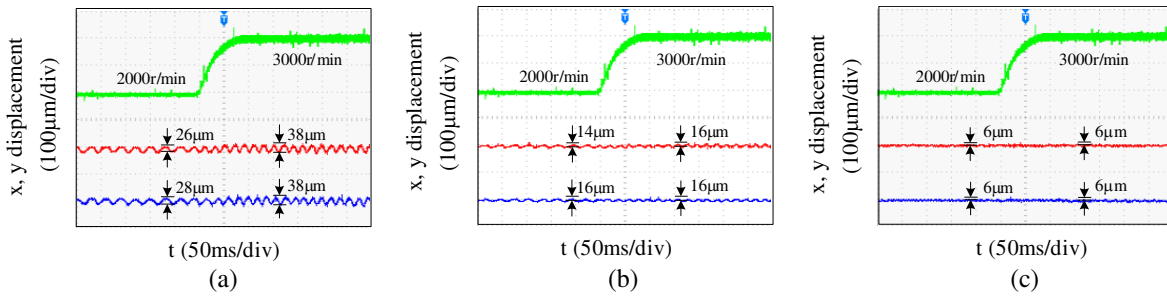 T
3000r/min
2000r/min
26μm
38μm
28μm
38μm
x, y displacement
(100μm/div)
t (50ms/div)
(a)
T
3000r/min
2000r/min
14μm
16μm
16μm
16μm
x, y displacement
(100μm/div)
t (50ms/div)
(b)
T
3000r/min
2000r/min
6μm
6μm
6μm
6μm
x, y displacement
(100μm/div)
t (50ms/div)
(c)